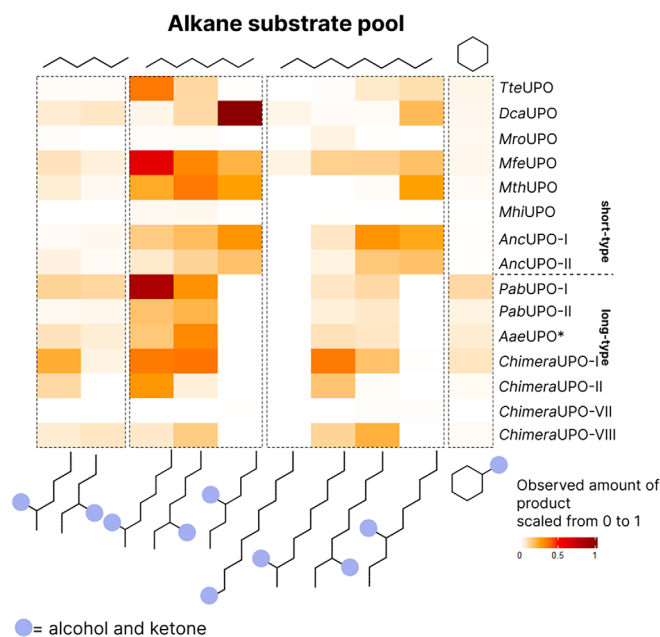 Alkane substrate pool
TteUPO
DcaUPO
MroUPO
MfeUPO
MthUPO
MhiUPO
AncUPO-I
AncUPO-II
short-type
PabUPO-I
PabUPO-II
AaeUPO*
ChimeraUPO-I
ChimeraUPO-II
ChimeraUPO-VII
ChimeraUPO-VIII
long-type
Observed amount of
product
scaled from 0 to 1
0 0.5 1
= alcohol and ketone